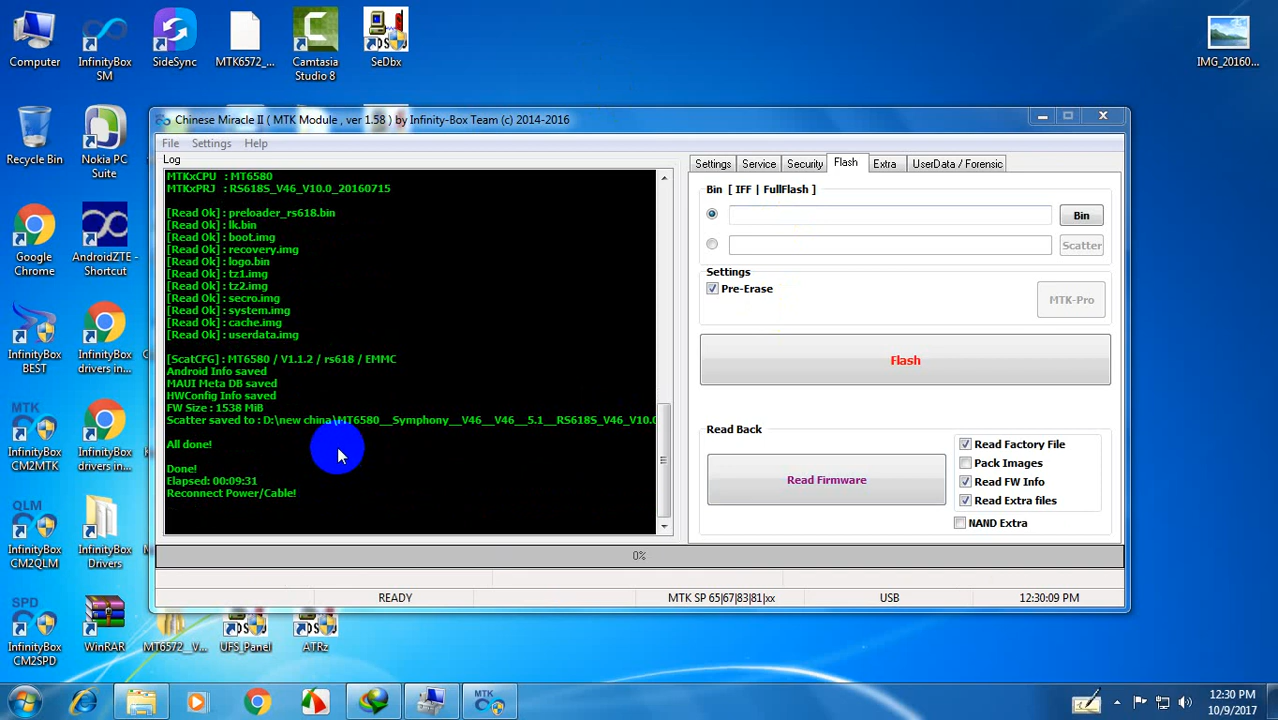 Computer
InfinityBox
SM
SideSync
MTK6572_...
Camtasia
Studio 8
SeDbx
IMG_20160...
Recycle Bin
Nokia PC
Suite
Google
Chrome
AndroidZTE -
Shortcut
InfinityBox
BEST
InfinityBox
drivers in...
MTK
InfinityBox
CM2MTK
InfinityBox
drivers in...
QLM
InfinityBox
CM2QLM
InfinityBox
Drivers
SPD
InfinityBox
CM2SPD
WinRAR
MT6572__V...
UFS_Panel
ATRz
Chinese Miracle II ( MTK Module , ver 1.58 ) by Infinity-Box Team (c) 2014-2016
File Settings Help
Log
MTKxCPU : MT6580
MTKxPRJ : RS618S_V46_V10.0_20160715
[Read Ok] : preloader_rs618.bin
[Read Ok] : lk.bin
[Read Ok] : boot.img
[Read Ok] : recovery.img
[Read Ok] : logo.bin
[Read Ok] : tz1.img
[Read Ok] : tz2.img
[Read Ok] : secro.img
[Read Ok] : system.img
[Read Ok] : cache.img
[Read Ok] : userdata.img
[ScatCFG] : MT6580 / V1.1.2 / rs618 / EMMC
Android Info saved
MAUI Meta DB saved
HWConfig Info saved
FW Size : 1538 MiB
Scatter saved to : D:\new china\MT6580__Symphony__V46__V46__5.1__RS618S_V46_V10.0
All done!
Done!
Elapsed: 00:09:31
Reconnect Power/Cable!
Settings Service Security Flash Extra UserData / Forensic
Bin [ IFF | FullFlash ]
Bin
Scatter
Settings
Pre-Erase
MTK-Pro
Flash
Read Back
Read Firmware
Read Factory File
Pack Images
Read FW Info
Read Extra files
NAND Extra
0%
READY MTK SP 65|67|83|81|xx USB 12:30:09 PM
MTK
12:30 PM
10/9/2017